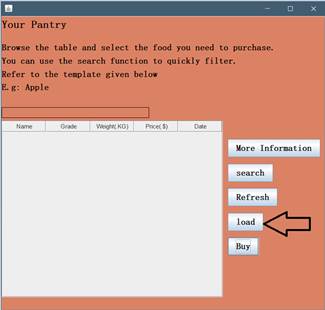 Your Pantry
Browse the table and select the food you need to purchase.
You can use the search function to quickly filter.
Refer to the template given below
E.g: Apple
Name Grade Weight(.KG) Price($) Date
More Information
search
Refresh
load
Buy